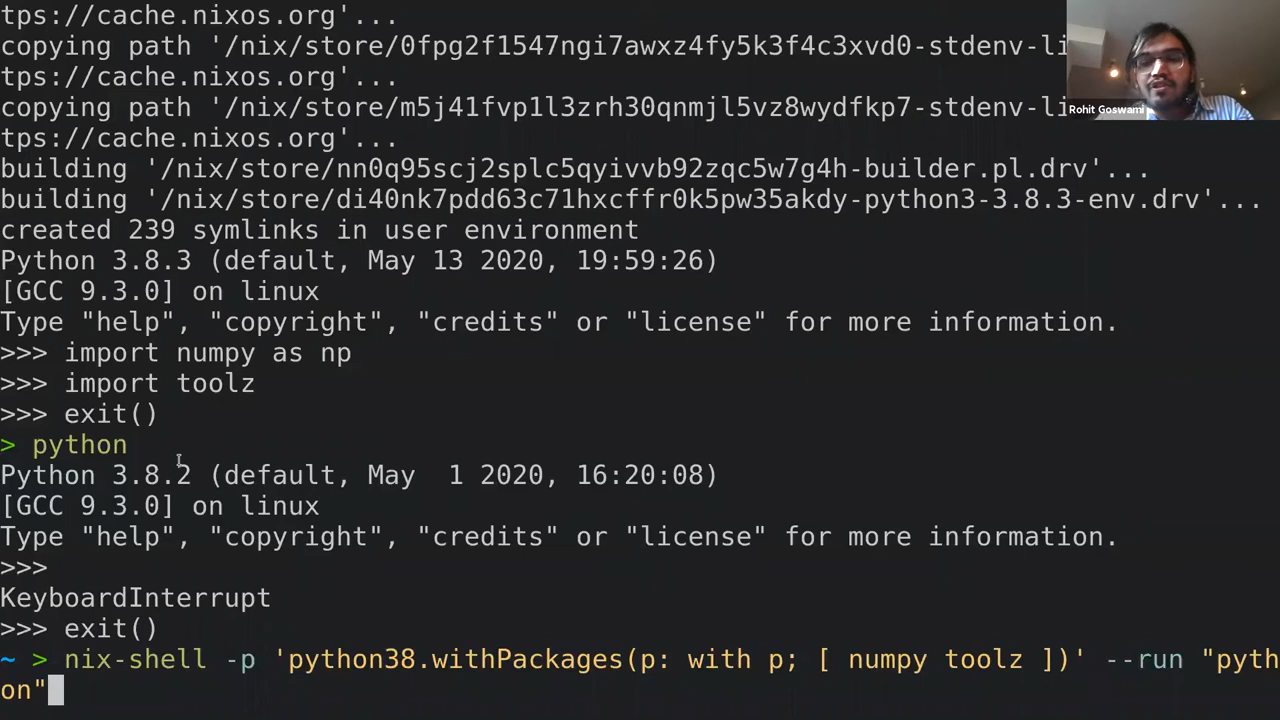 tps://cache.nixos.org'...
copying path '/nix/store/0fpg2f1547ngi7awxz4fy5k3f4c3xvd0-stdenv-li
tps://cache.nixos.org'...
copying path '/nix/store/m5j41fvp1l3zrh30qnmjl5vz8wydfkp7-stdenv-li
tps://cache.nixos.org'...
building '/nix/store/nn0q95scj2splc5qyivvb92zqc5w7g4h-builder.pl.drv'...
building '/nix/store/di40nk7pdd63c71hxcffr0k5pw35akdy-python3-3.8.3-env.drv'...
created 239 symlinks in user environment
Python 3.8.3 (default, May 13 2020, 19:59:26)
[GCC 9.3.0] on linux
Type "help", "copyright", "credits" or "license" for more information.
>>> import numpy as np
>>> import toolz
>>> exit()
> python
Python 3.8.2 (default, May  1 2020, 16:20:08)
[GCC 9.3.0] on linux
Type "help", "copyright", "credits" or "license" for more information.
>>>
KeyboardInterrupt
>>> exit()
~ > nix-shell -p 'python38.withPackages(p: with p; [ numpy toolz ])' --run "pyth
on"
Rohit Goswami